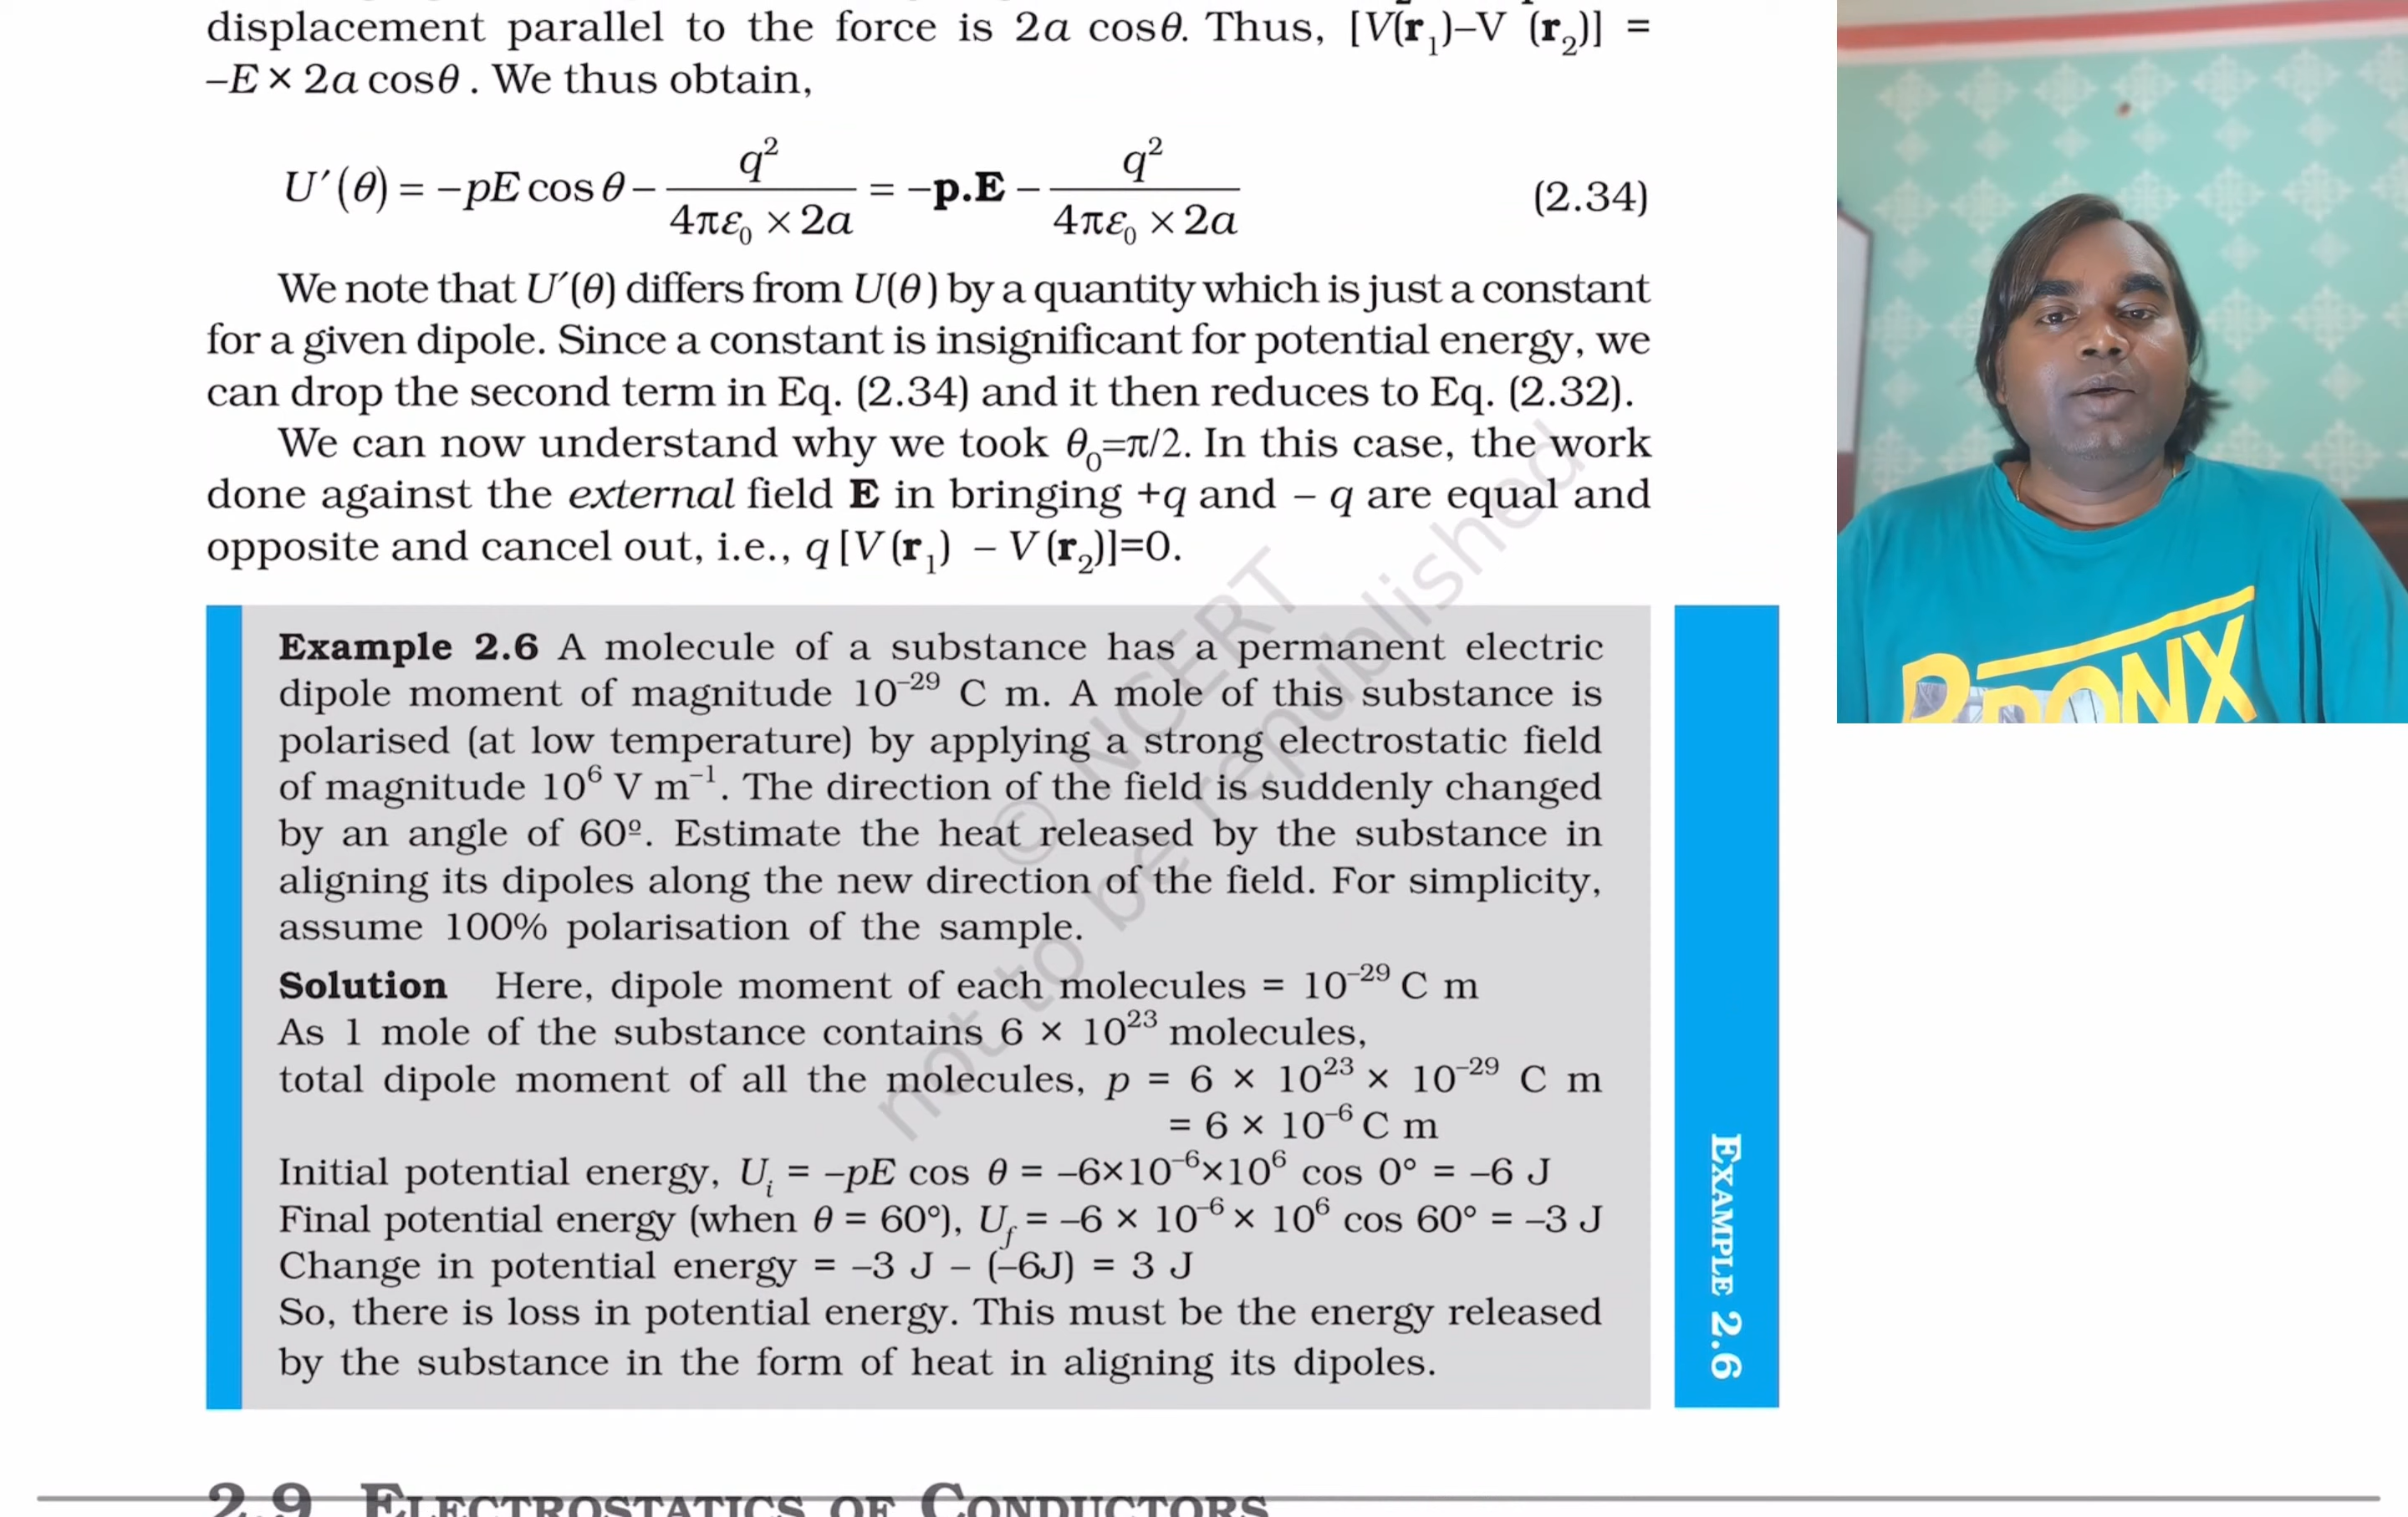 displacement parallel to the force is 2a cosθ. Thus, [V(r₁)–V (r₂)] =
–E × 2a cosθ . We thus obtain,
U′(θ) = –pE cos θ – q² / 4πε₀ × 2a = –p.E – q² / 4πε₀ × 2a (2.34)
We note that U′(θ) differs from U(θ ) by a quantity which is just a constant
for a given dipole. Since a constant is insignificant for potential energy, we
can drop the second term in Eq. (2.34) and it then reduces to Eq. (2.32).
We can now understand why we took θ₀=π/2. In this case, the work
done against the external field E in bringing +q and – q are equal and
opposite and cancel out, i.e., q [V (r₁) – V (r₂)]=0.
Example 2.6 A molecule of a substance has a permanent electric
dipole moment of magnitude 10⁻²⁹ C m. A mole of this substance is
polarised (at low temperature) by applying a strong electrostatic field
of magnitude 10⁶ V m⁻¹. The direction of the field is suddenly changed
by an angle of 60º. Estimate the heat released by the substance in
aligning its dipoles along the new direction of the field. For simplicity,
assume 100% polarisation of the sample.
Solution Here, dipole moment of each molecules = 10⁻²⁹ C m
As 1 mole of the substance contains 6 × 10²³ molecules,
total dipole moment of all the molecules, p = 6 × 10²³ × 10⁻²⁹ C m
= 6 × 10⁻⁶ C m
Initial potential energy, Uᵢ = –pE cos θ = –6×10⁻⁶×10⁶ cos 0° = –6 J
Final potential energy (when θ = 60°), U_f = –6 × 10⁻⁶ × 10⁶ cos 60° = –3 J
Change in potential energy = –3 J – (–6J) = 3 J
So, there is loss in potential energy. This must be the energy released
by the substance in the form of heat in aligning its dipoles.
EXAMPLE 2.6
© NCERT
not to be republished
2.9 ELECTROSTATICS OF CONDUCTORS
BRONX